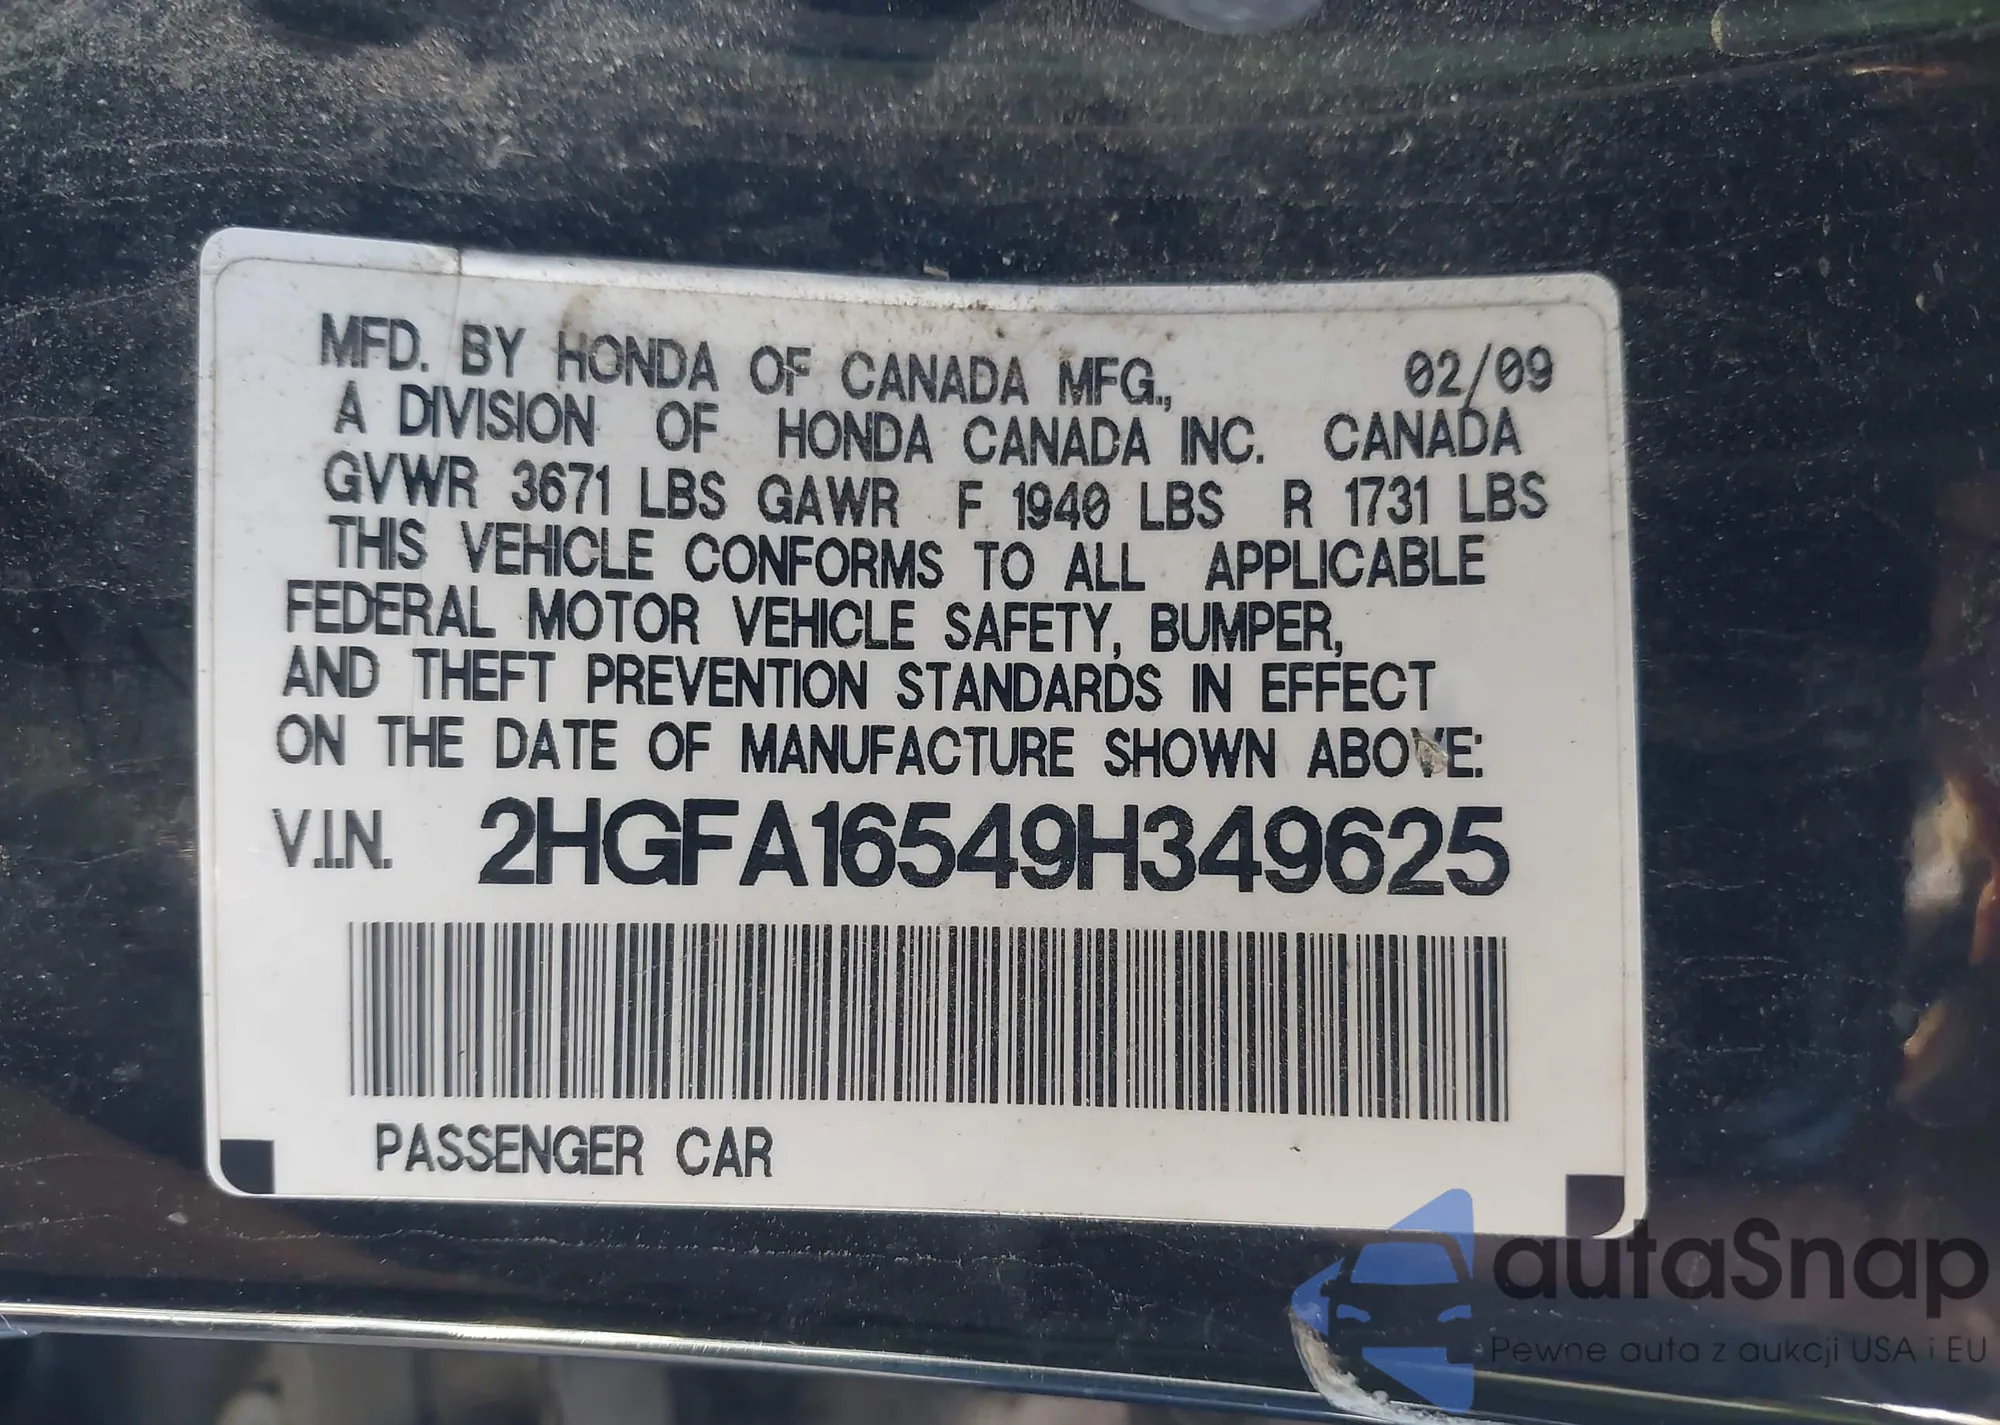 MFD. BY HONDA OF CANADA MFG., 02/09
A DIVISION OF HONDA CANADA INC. CANADA
GVWR 3671 LBS GAWR F 1940 LBS R 1731 LBS
THIS VEHICLE CONFORMS TO ALL APPLICABLE
FEDERAL MOTOR VEHICLE SAFETY, BUMPER,
AND THEFT PREVENTION STANDARDS IN EFFECT
ON THE DATE OF MANUFACTURE SHOWN ABOVE:
V.I.N. 2HGFA16549H349625
PASSENGER CAR
autaSnap
Pewne auta z aukcji USA i EU